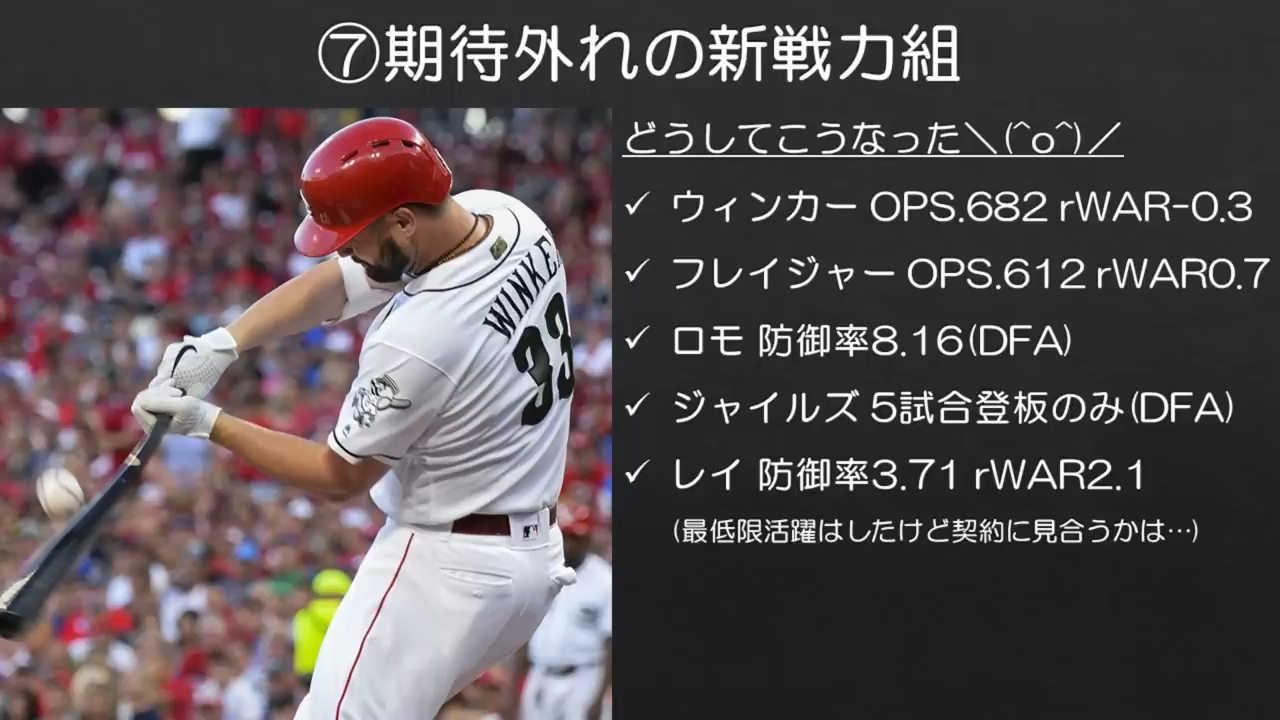 ⑦期待外れの新戦力組
どうしてこうなった＼(^o^)／
✓ ウィンカー OPS.682 rWAR-0.3
✓ フレイジャー OPS.612 rWAR0.7
✓ ロモ 防御率8.16(DFA)
✓ ジャイルズ 5試合登板のみ(DFA)
✓ レイ 防御率3.71 rWAR2.1
(最低限活躍はしたけど契約に見合うかは…)
WINKE
33